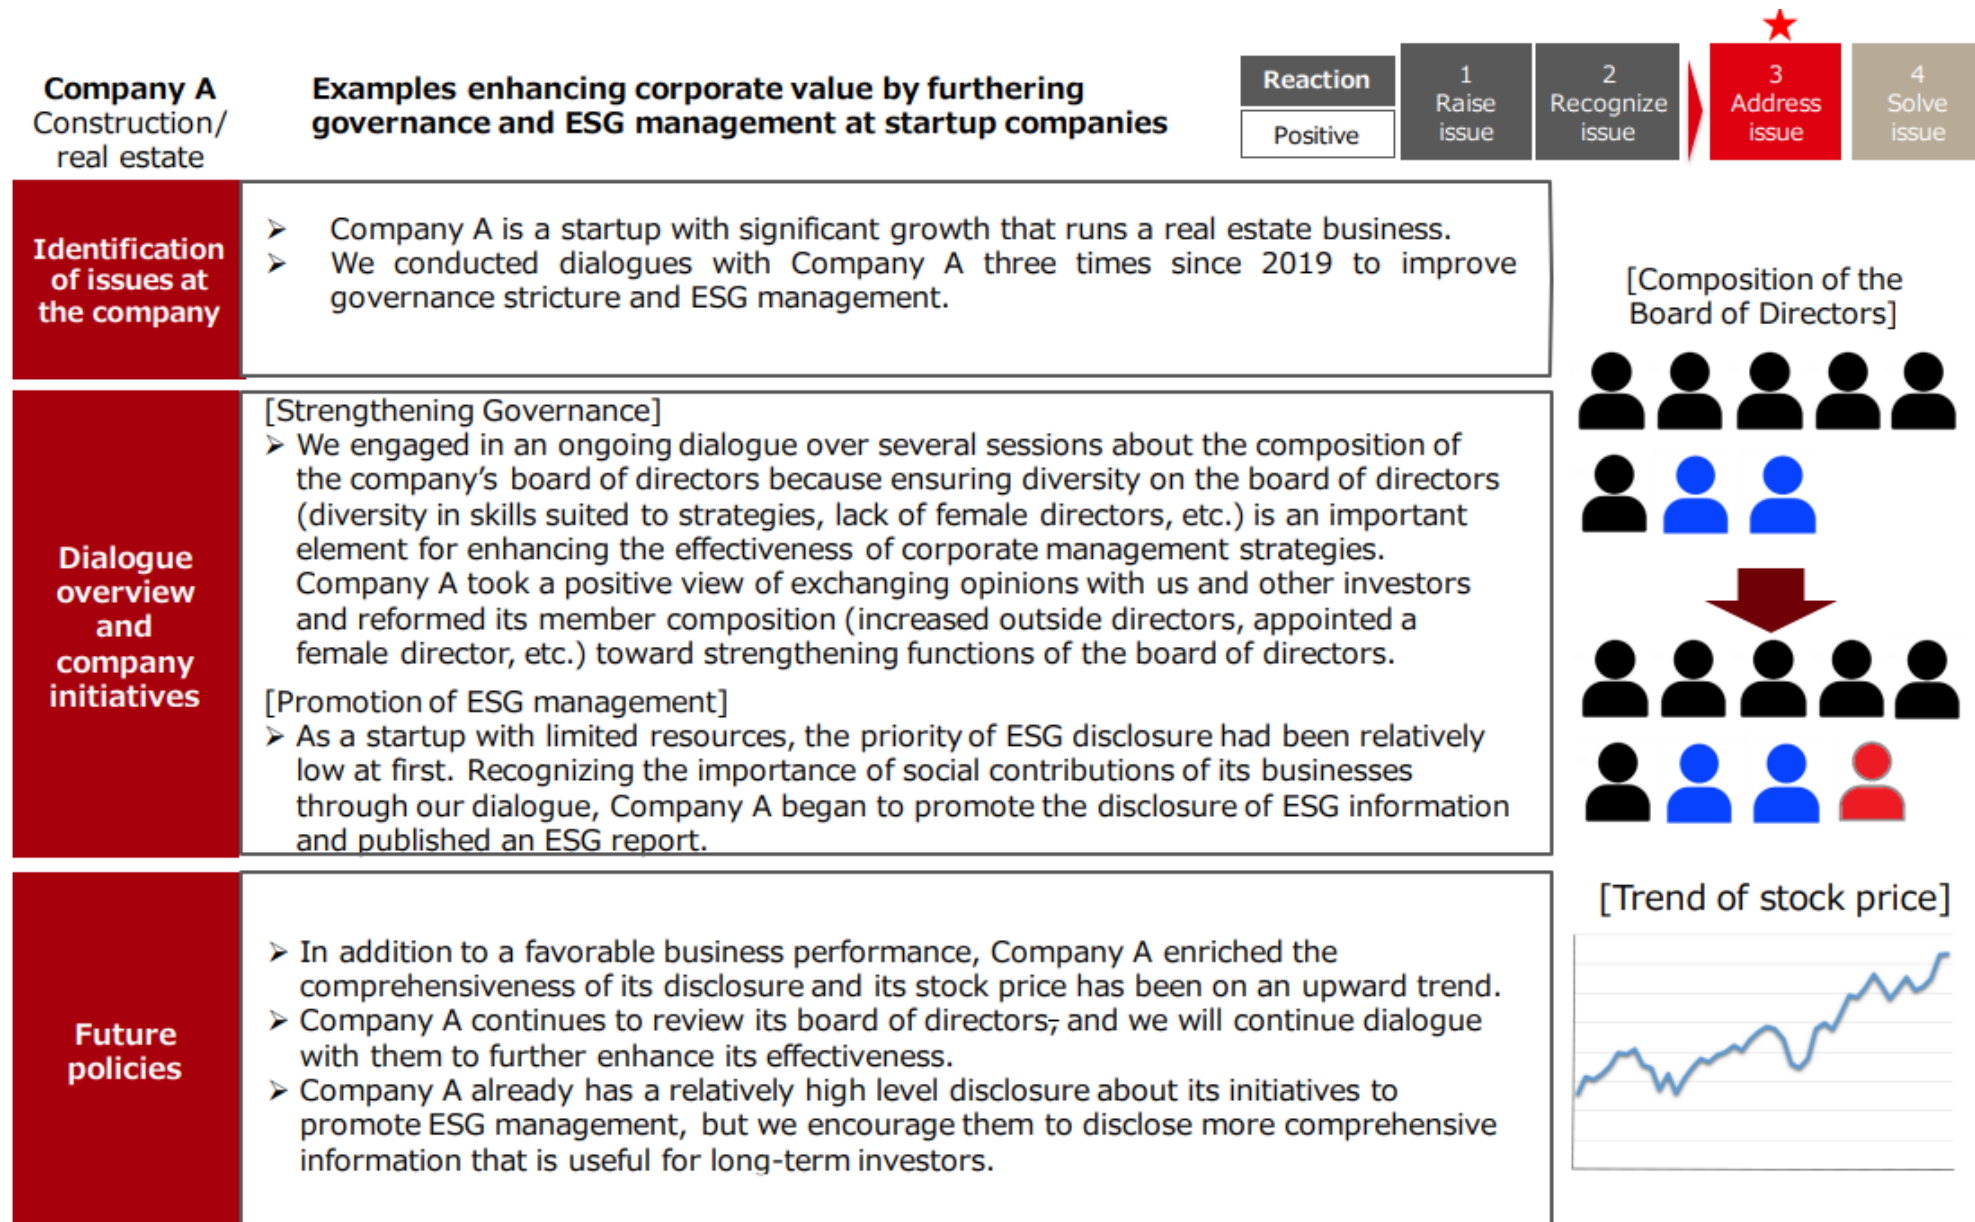 Company A
Construction/
real estate
Examples enhancing corporate value by furthering
governance and ESG management at startup companies
Reaction
Positive
1
Raise
issue
2
Recognize
issue
3
Address
issue
4
Solve
issue
Identification
of issues at
the company
➢ Company A is a startup with significant growth that runs a real estate business.
➢ We conducted dialogues with Company A three times since 2019 to improve
governance stricture and ESG management.
[Composition of the
Board of Directors]
Dialogue
overview
and
company
initiatives
[Strengthening Governance]
➢ We engaged in an ongoing dialogue over several sessions about the composition of
the company’s board of directors because ensuring diversity on the board of directors
(diversity in skills suited to strategies, lack of female directors, etc.) is an important
element for enhancing the effectiveness of corporate management strategies.
Company A took a positive view of exchanging opinions with us and other investors
and reformed its member composition (increased outside directors, appointed a
female director, etc.) toward strengthening functions of the board of directors.
[Promotion of ESG management]
➢ As a startup with limited resources, the priority of ESG disclosure had been relatively
low at first. Recognizing the importance of social contributions of its businesses
through our dialogue, Company A began to promote the disclosure of ESG information
and published an ESG report.
Future
policies
➢ In addition to a favorable business performance, Company A enriched the
comprehensiveness of its disclosure and its stock price has been on an upward trend.
➢ Company A continues to review its board of directors, and we will continue dialogue
with them to further enhance its effectiveness.
➢ Company A already has a relatively high level disclosure about its initiatives to
promote ESG management, but we encourage them to disclose more comprehensive
information that is useful for long-term investors.
[Trend of stock price]